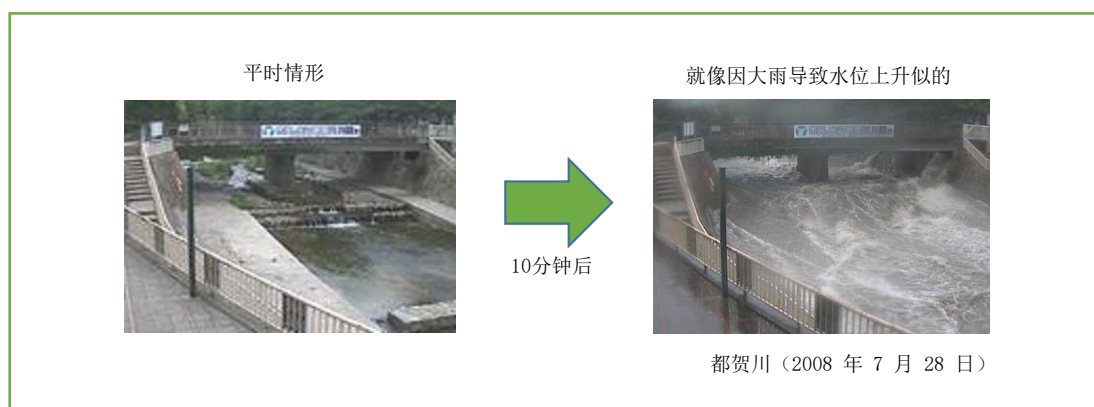 平时情形
就像因大雨导致水位上升似的
10分钟后
都贺川（2008 年 7 月 28 日）